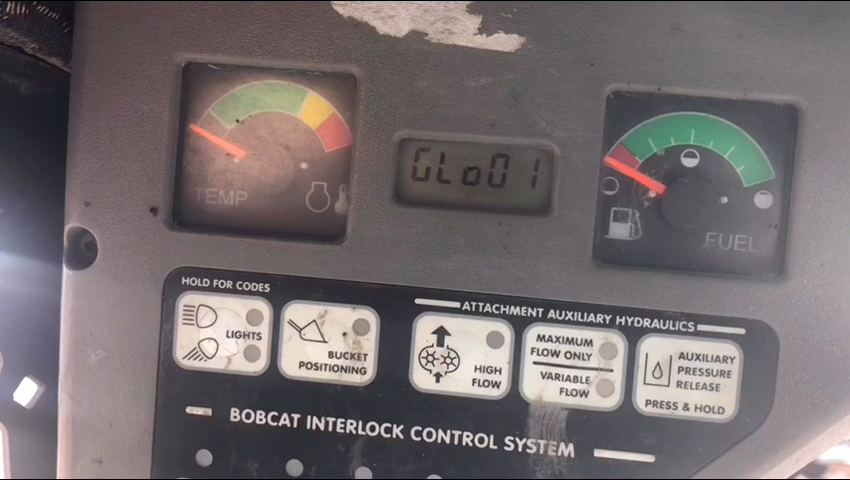 TEMP
GLo01
FUEL
HOLD FOR CODES
LIGHTS
BUCKET
POSITIONING
ATTACHMENT AUXILIARY HYDRAULICS
HIGH
FLOW
MAXIMUM
FLOW ONLY
VARIABLE
FLOW
AUXILIARY
PRESSURE
RELEASE
PRESS & HOLD
BOBCAT INTERLOCK CONTROL SYSTEM